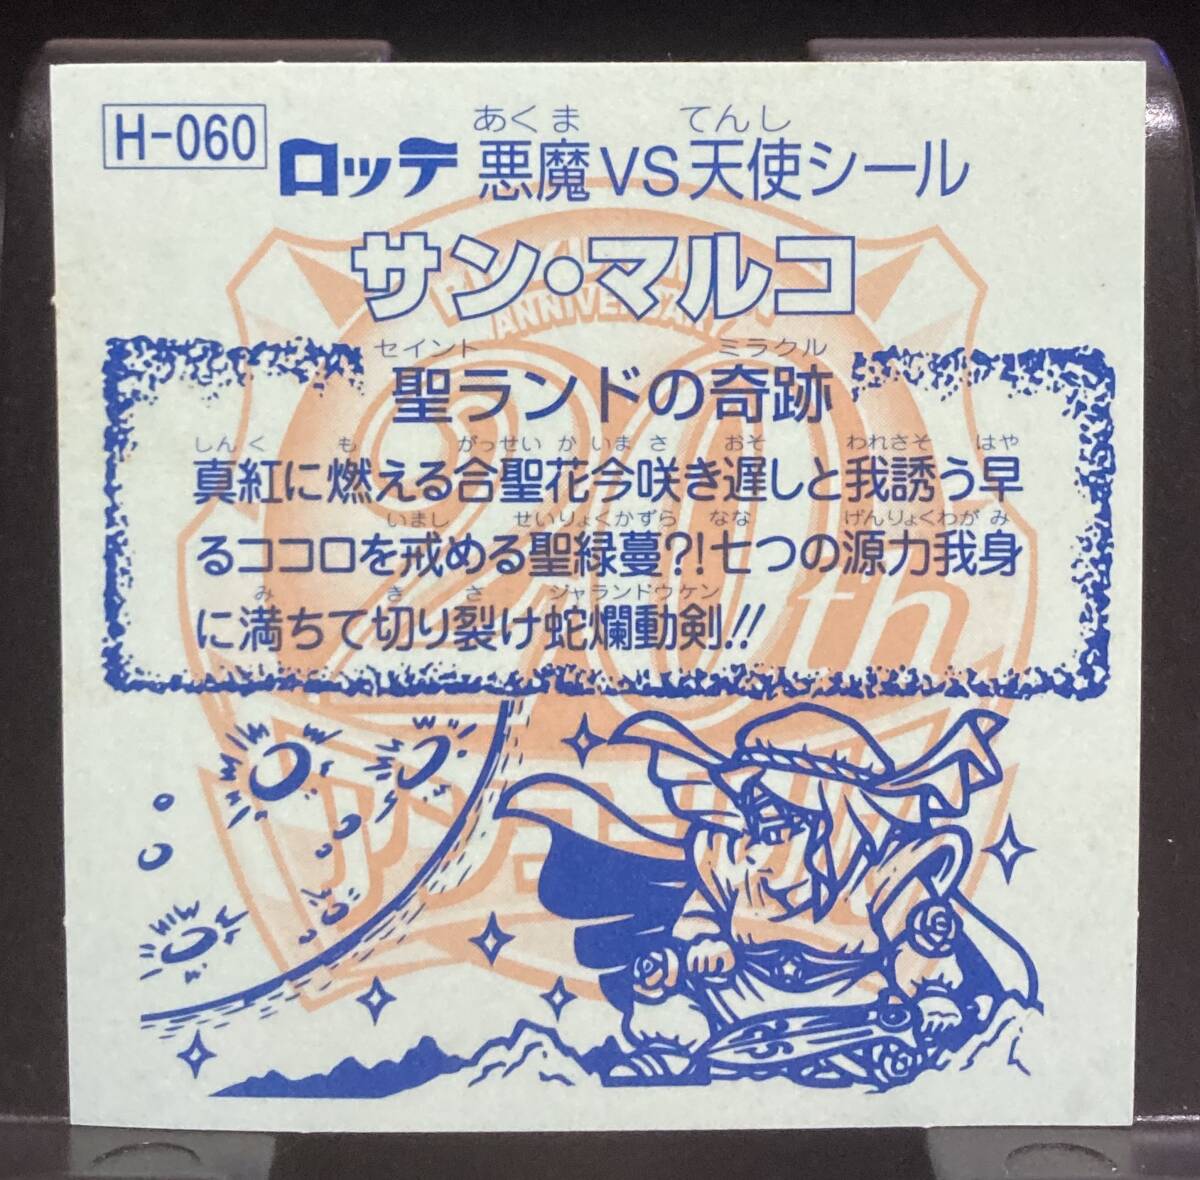 H-060
ロッテ 悪魔VS天使シール
あくま てんし
サン・マルコ
ANNIVERSARY
20th
セイント ミラクル
聖ランドの奇跡
しんく も がっせい か いま さ おそ われさそ はや
真紅に燃える合聖花今咲き遅しと我誘う早
いまし せいりょくかずら なな げんりょくわがみ
るココロを戒める聖緑蔓?!七つの源力我身
み き さ ジャランドウケン
に満ちて切り裂け蛇爛動剣!!
アンコール